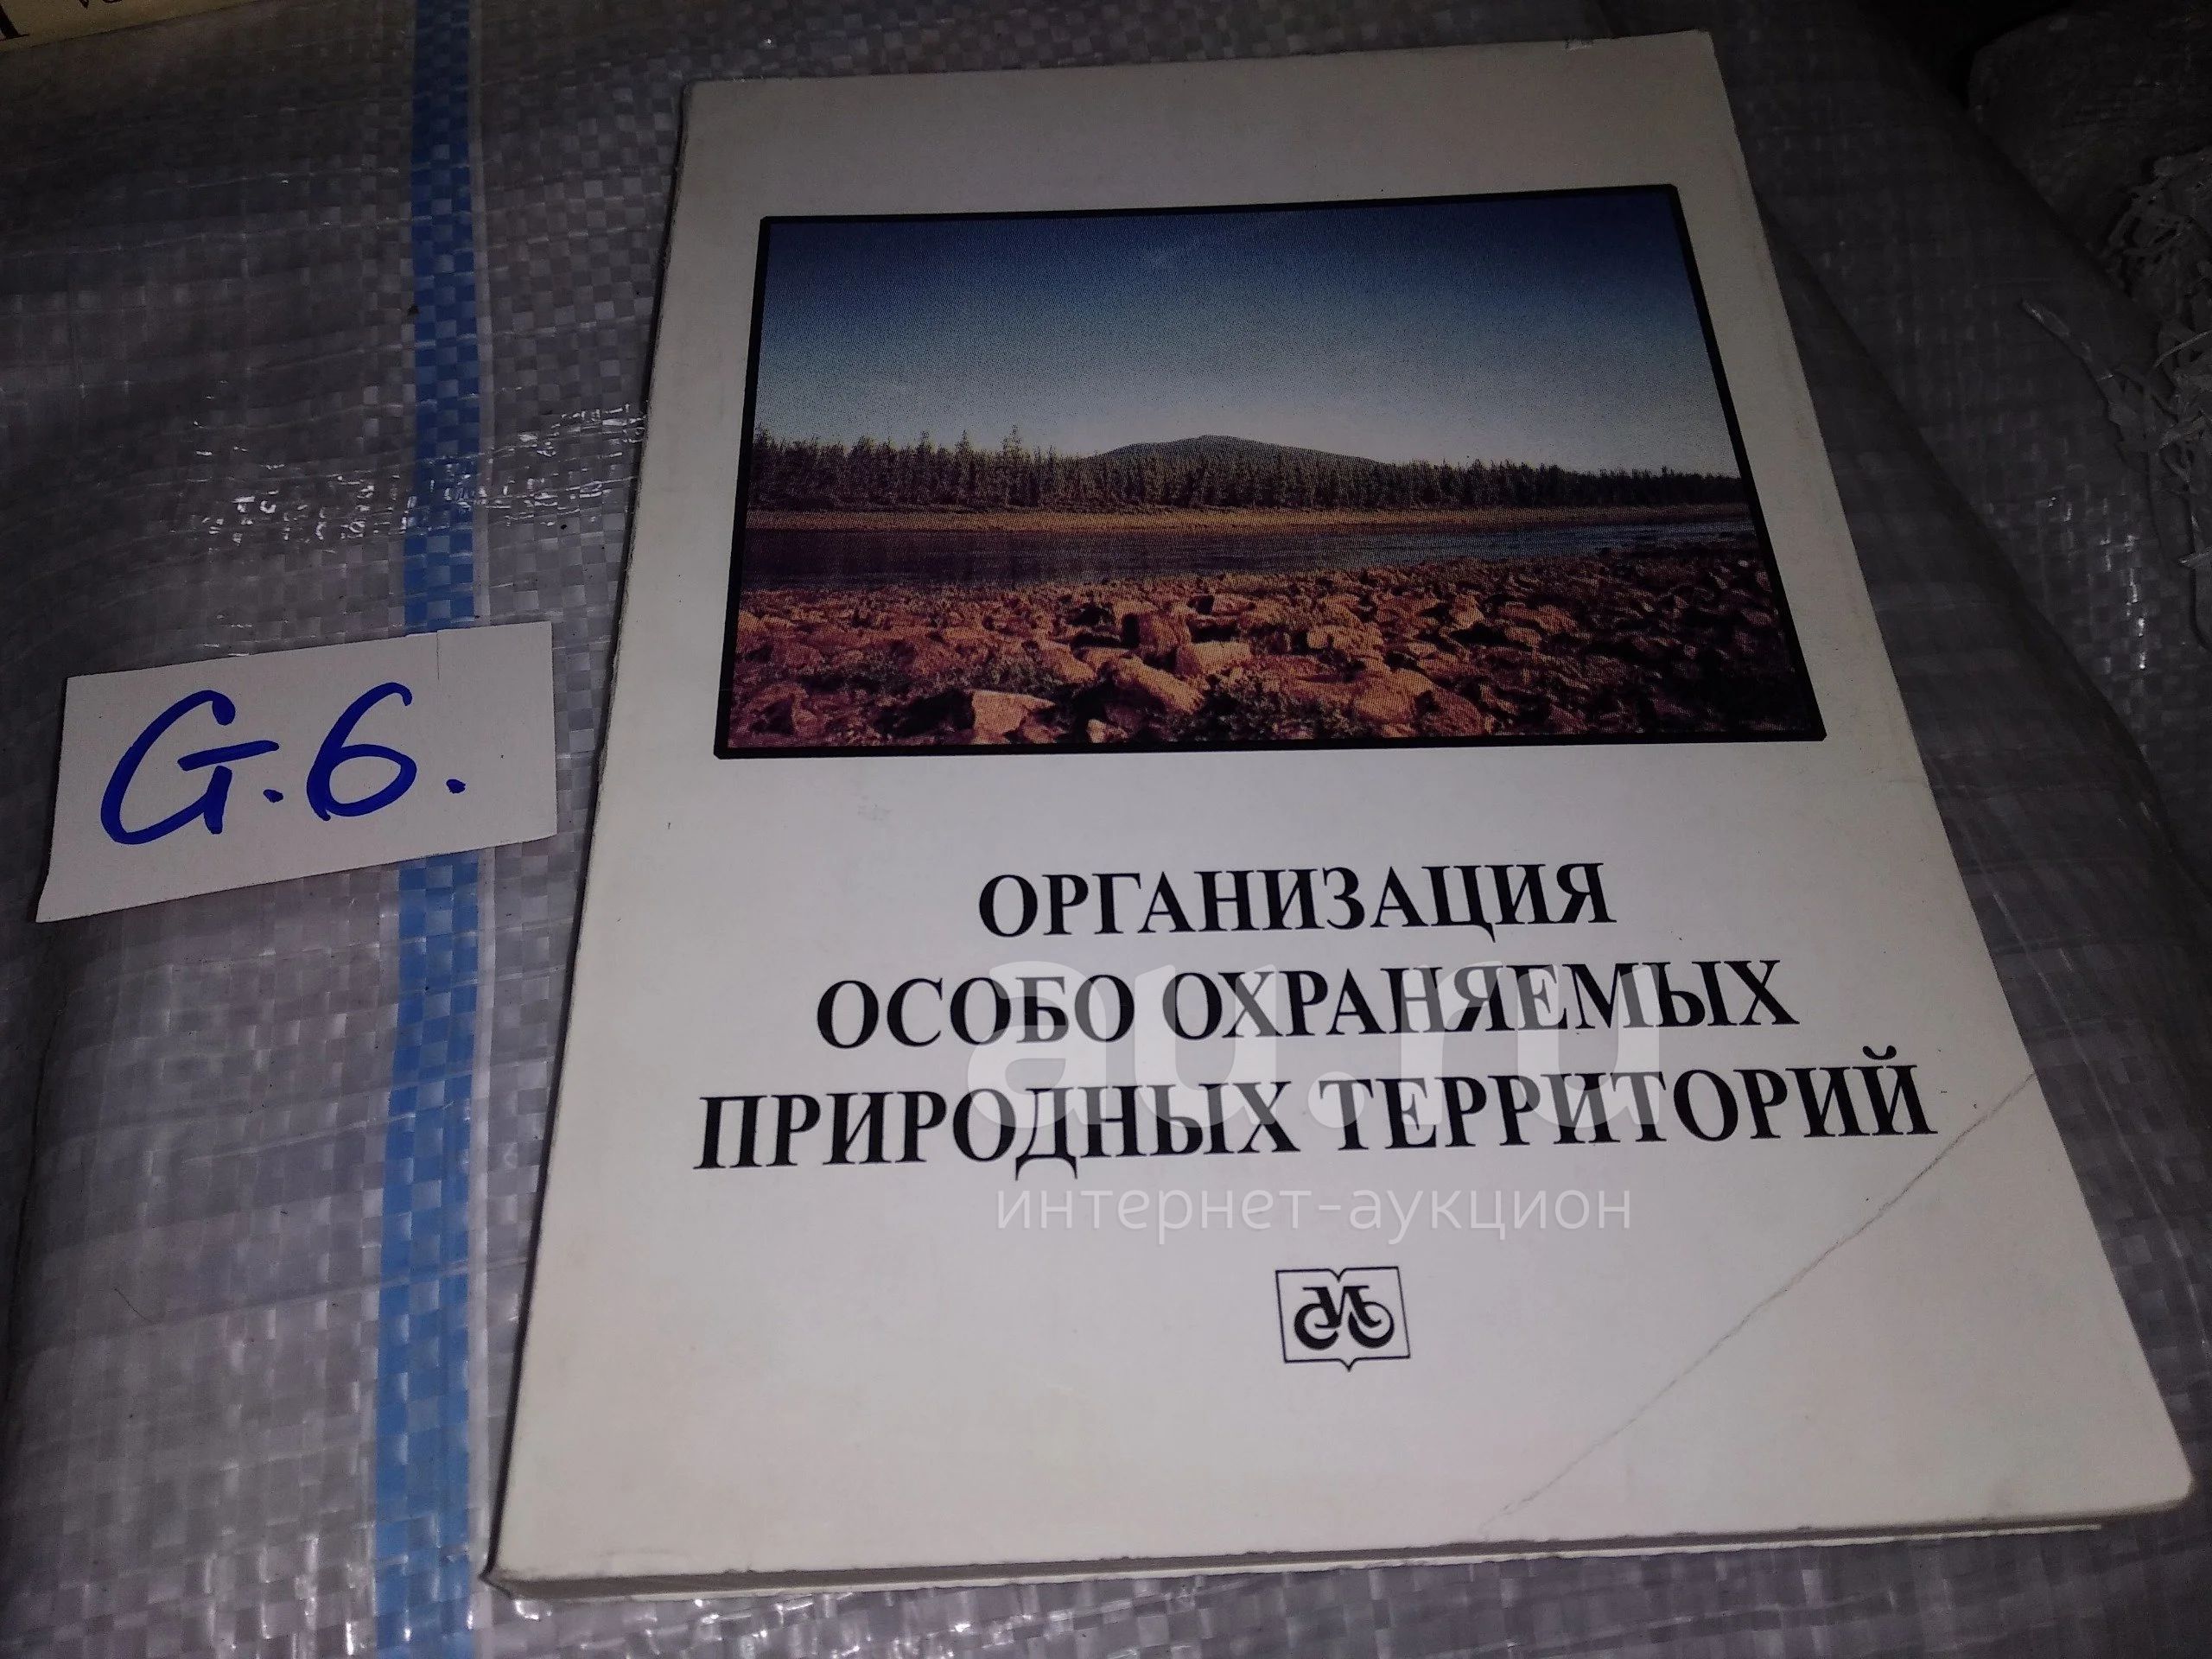 G.6.
ОРГАНИЗАЦИЯ
ОСОБО ОХРАНЯЕМЫХ
ПРИРОДНЫХ ТЕРРИТОРИЙ
au.ru
интернет-аукцион